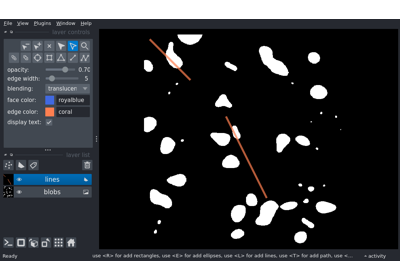 File View Plugins Window Help
layer controls
opacity: 0.70
edge width: 5
blending: translucen
face color: royalblue
edge color: coral
display text:
layer list
lines
blobs
Ready
use <R> for add rectangles, use <E> for add ellipses, use <L> for add lines, use <T> for add path, use <...
activity